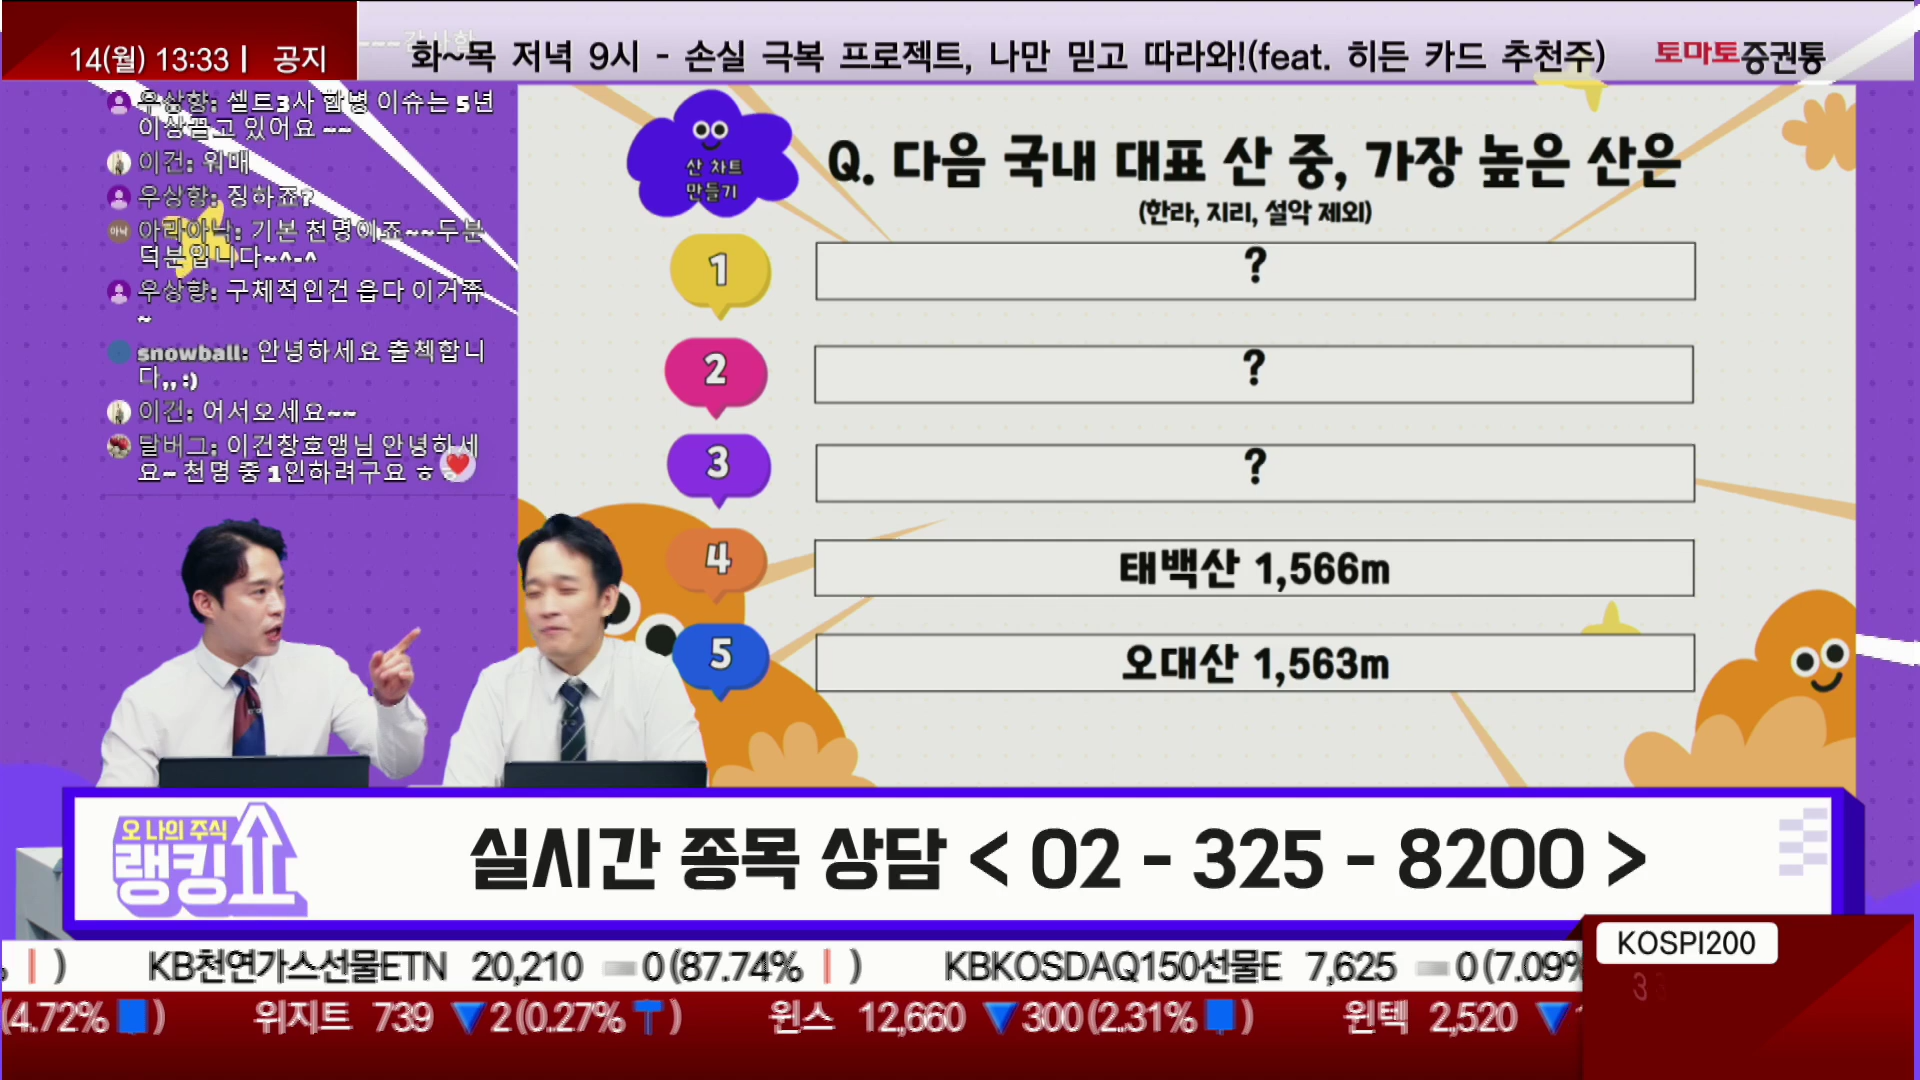 14(월) 13:33 | 공지
화~목 저녁 9시 - 손실 극복 프로젝트, 나만 믿고 따라와!(feat. 히든 카드 추천주)
토마토증권통
우상향: 셀트3사 합병 이슈는 5년
이상끌고 있어요 ~~
이건: 워매
우상향: 징하죠?
아낙
아라아낙: 기본 천명이죠~~두분
덕분입니다~^-^
우상향: 구체적인건 읍다 이거쥬
~
snowball: 안녕하세요 출첵합니
다,, :)
이건: 어서오세요~~
달버그: 이건창호앵님 안녕하세
요~ 천명 중 1인하려구요 ㅎㅎ
산 차트
만들기
Q. 다음 국내 대표 산 중, 가장 높은 산은
(한라, 지리, 설악 제외)
1
?
2
?
3
?
4
태백산 1,566m
5
오대산 1,563m
오 나의 주식
랭킹쇼
실시간 종목 상담 < 02 - 325 - 8200 >
KB천연가스선물ETN 20,210 0(87.74% ) KBKOSDAQ150선물E 7,625 0(7.09%
KOSPI200
(4.72% ) 위지트 739 ▼2(0.27% ) 윈스 12,660 ▼300(2.31% ) 윈텍 2,520 ▼